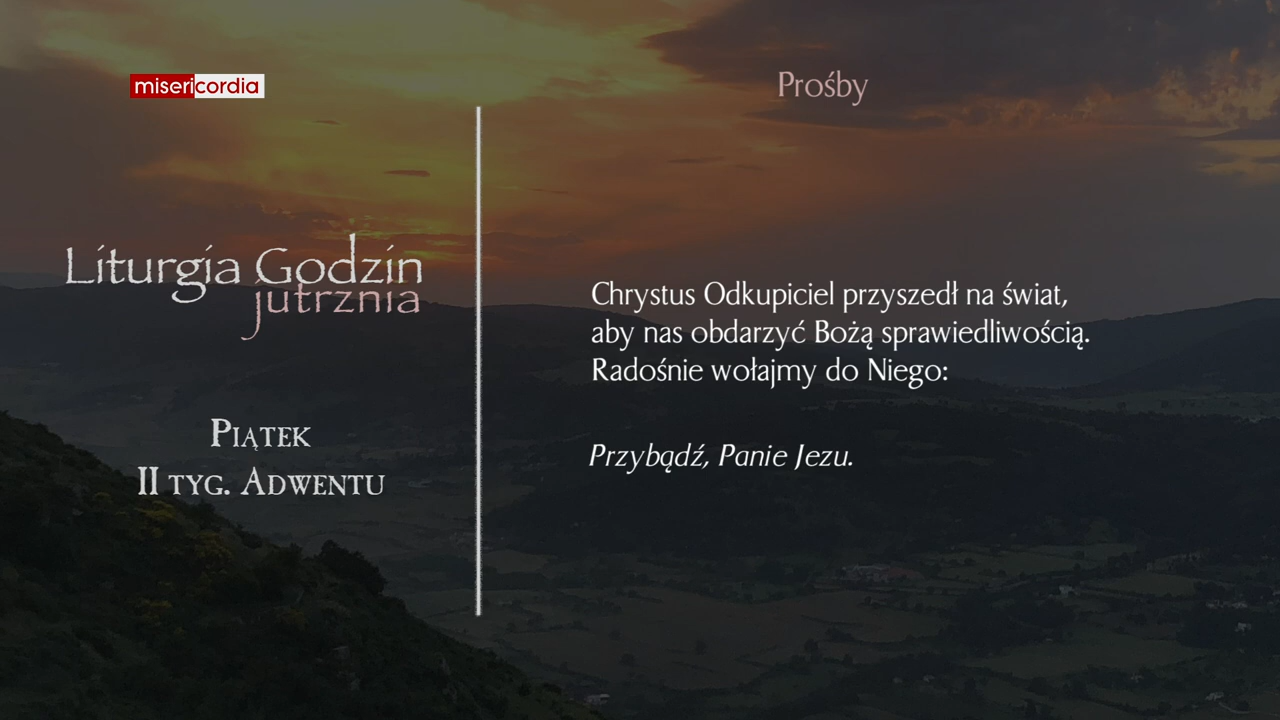 misericordia
Liturgia Godzin
jutrznia
Piątek
II tyg. Adwentu
Prośby
Chrystus Odkupiciel przyszedł na świat,
aby nas obdarzyć Bożą sprawiedliwością.
Radośnie wołajmy do Niego:
Przybądź, Panie Jezu.